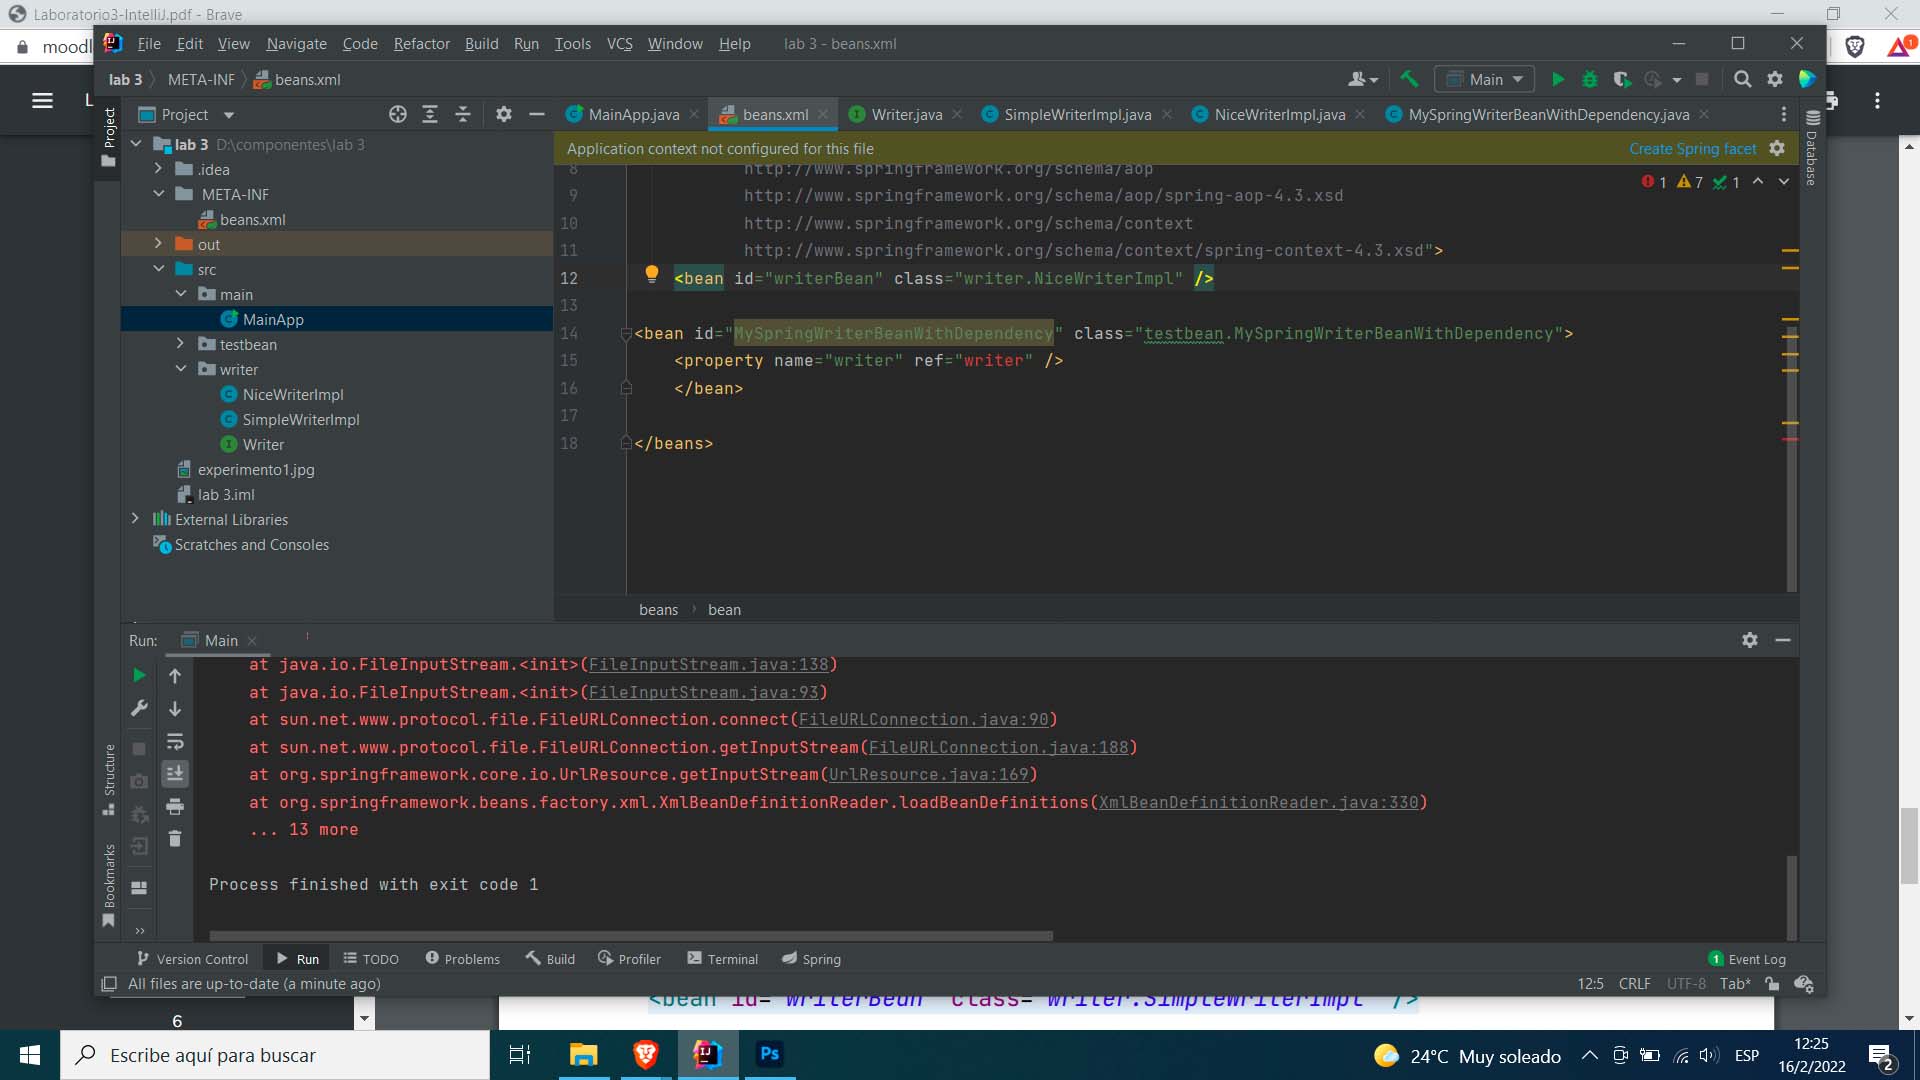 Laboratorio3-IntelliJ.pdf - Brave
moodl
File Edit View Navigate Code Refactor Build Run Tools VCS Window Help lab 3 - beans.xml
lab 3 META-INF beans.xml
Main
L
Project
Project
MainApp.java beans.xml Writer.java SimpleWriterImpl.java NiceWriterImpl.java MySpringWriterBeanWithDependency.java
Database
lab 3 D:\componentes\lab 3
.idea
META-INF
beans.xml
out
src
main
MainApp
testbean
writer
NiceWriterImpl
SimpleWriterImpl
Writer
experimento1.jpg
lab 3.iml
External Libraries
Scratches and Consoles
Application context not configured for this file Create Spring facet
1 7 1
8 http://www.springframework.org/schema/aop
9 http://www.springframework.org/schema/aop/spring-aop-4.3.xsd
10 http://www.springframework.org/schema/context
11 http://www.springframework.org/schema/context/spring-context-4.3.xsd">
12 <bean id="writerBean" class="writer.NiceWriterImpl" />
13
14 <bean id="MySpringWriterBeanWithDependency" class="testbean.MySpringWriterBeanWithDependency">
15 <property name="writer" ref="writer" />
16 </bean>
17
18 </beans>
beans bean
Run: Main
at java.io.FileInputStream.<init>(FileInputStream.java:138)
at java.io.FileInputStream.<init>(FileInputStream.java:93)
at sun.net.www.protocol.file.FileURLConnection.connect(FileURLConnection.java:90)
at sun.net.www.protocol.file.FileURLConnection.getInputStream(FileURLConnection.java:188)
at org.springframework.core.io.UrlResource.getInputStream(UrlResource.java:169)
at org.springframework.beans.factory.xml.XmlBeanDefinitionReader.loadBeanDefinitions(XmlBeanDefinitionReader.java:330)
... 13 more
Process finished with exit code 1
Structure
Bookmarks
Version Control Run TODO Problems Build Profiler Terminal Spring 1 Event Log
All files are up-to-date (a minute ago) 12:5 CRLF UTF-8 Tab*
<bean id="writerBean" class="writer.SimpleWriterImpl" />
6
Escribe aquí para buscar
Ps
24°C Muy soleado
ESP
12:25
16/2/2022
2